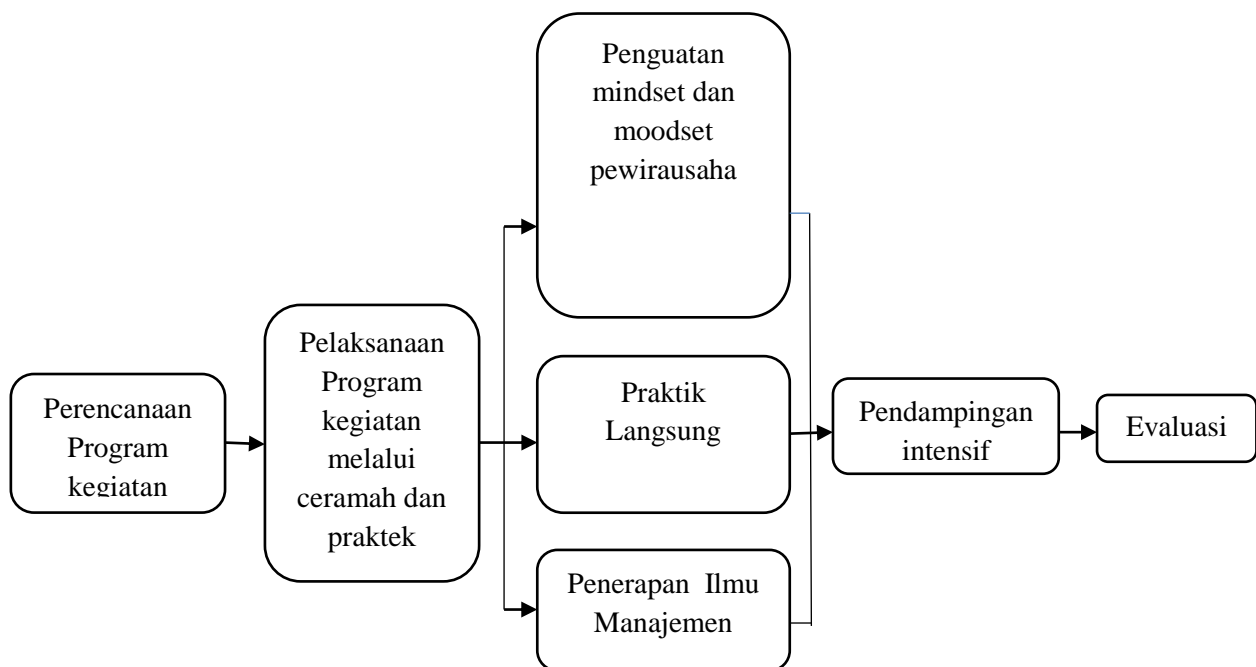 Perencanaan
Program
kegiatan
Pelaksanaan
Program
kegiatan
melalui
ceramah dan
praktek
Penguatan
mindset dan
moodset
pewirausaha
Praktik
Langsung
Penerapan Ilmu
Manajemen
Pendampingan
intensif
Evaluasi